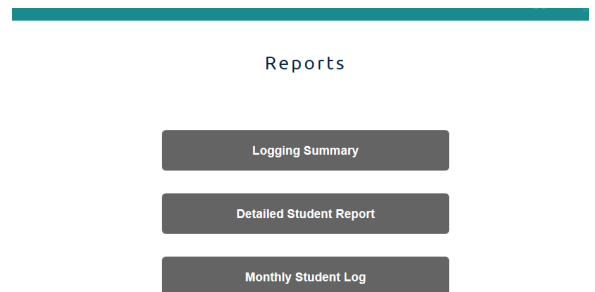 Reports
Logging Summary
Detailed Student Report
Monthly Student Log